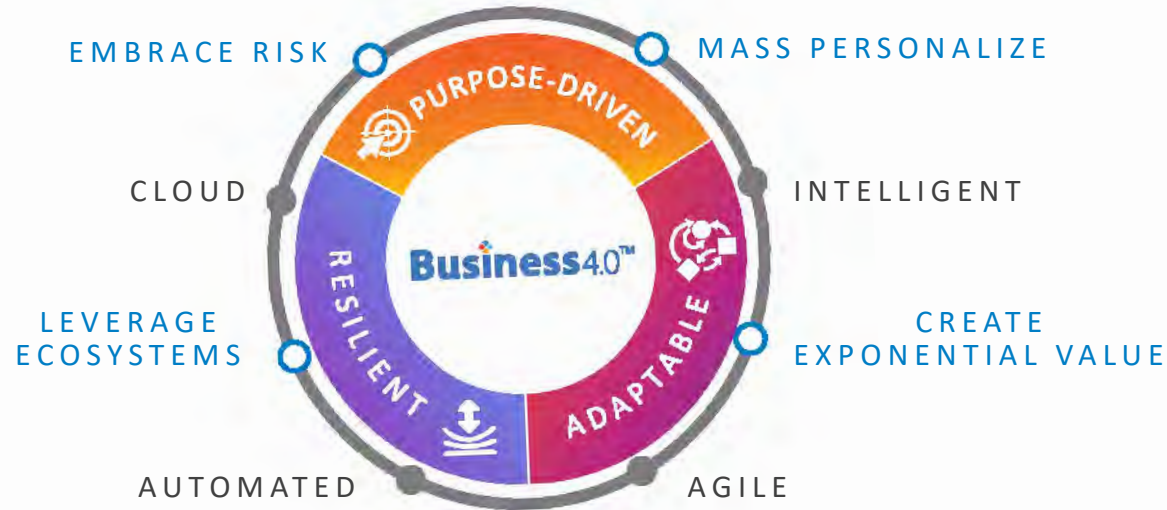 EMBRACE RISK
MASS PERSONALIZE
PURPOSE-DRIVEN
CLOUD
INTELLIGENT
Business4.0™
RESILIENT
ADAPTABLE
LEVERAGE
ECOSYSTEMS
CREATE
EXPONENTIAL VALUE
AUTOMATED
AGILE